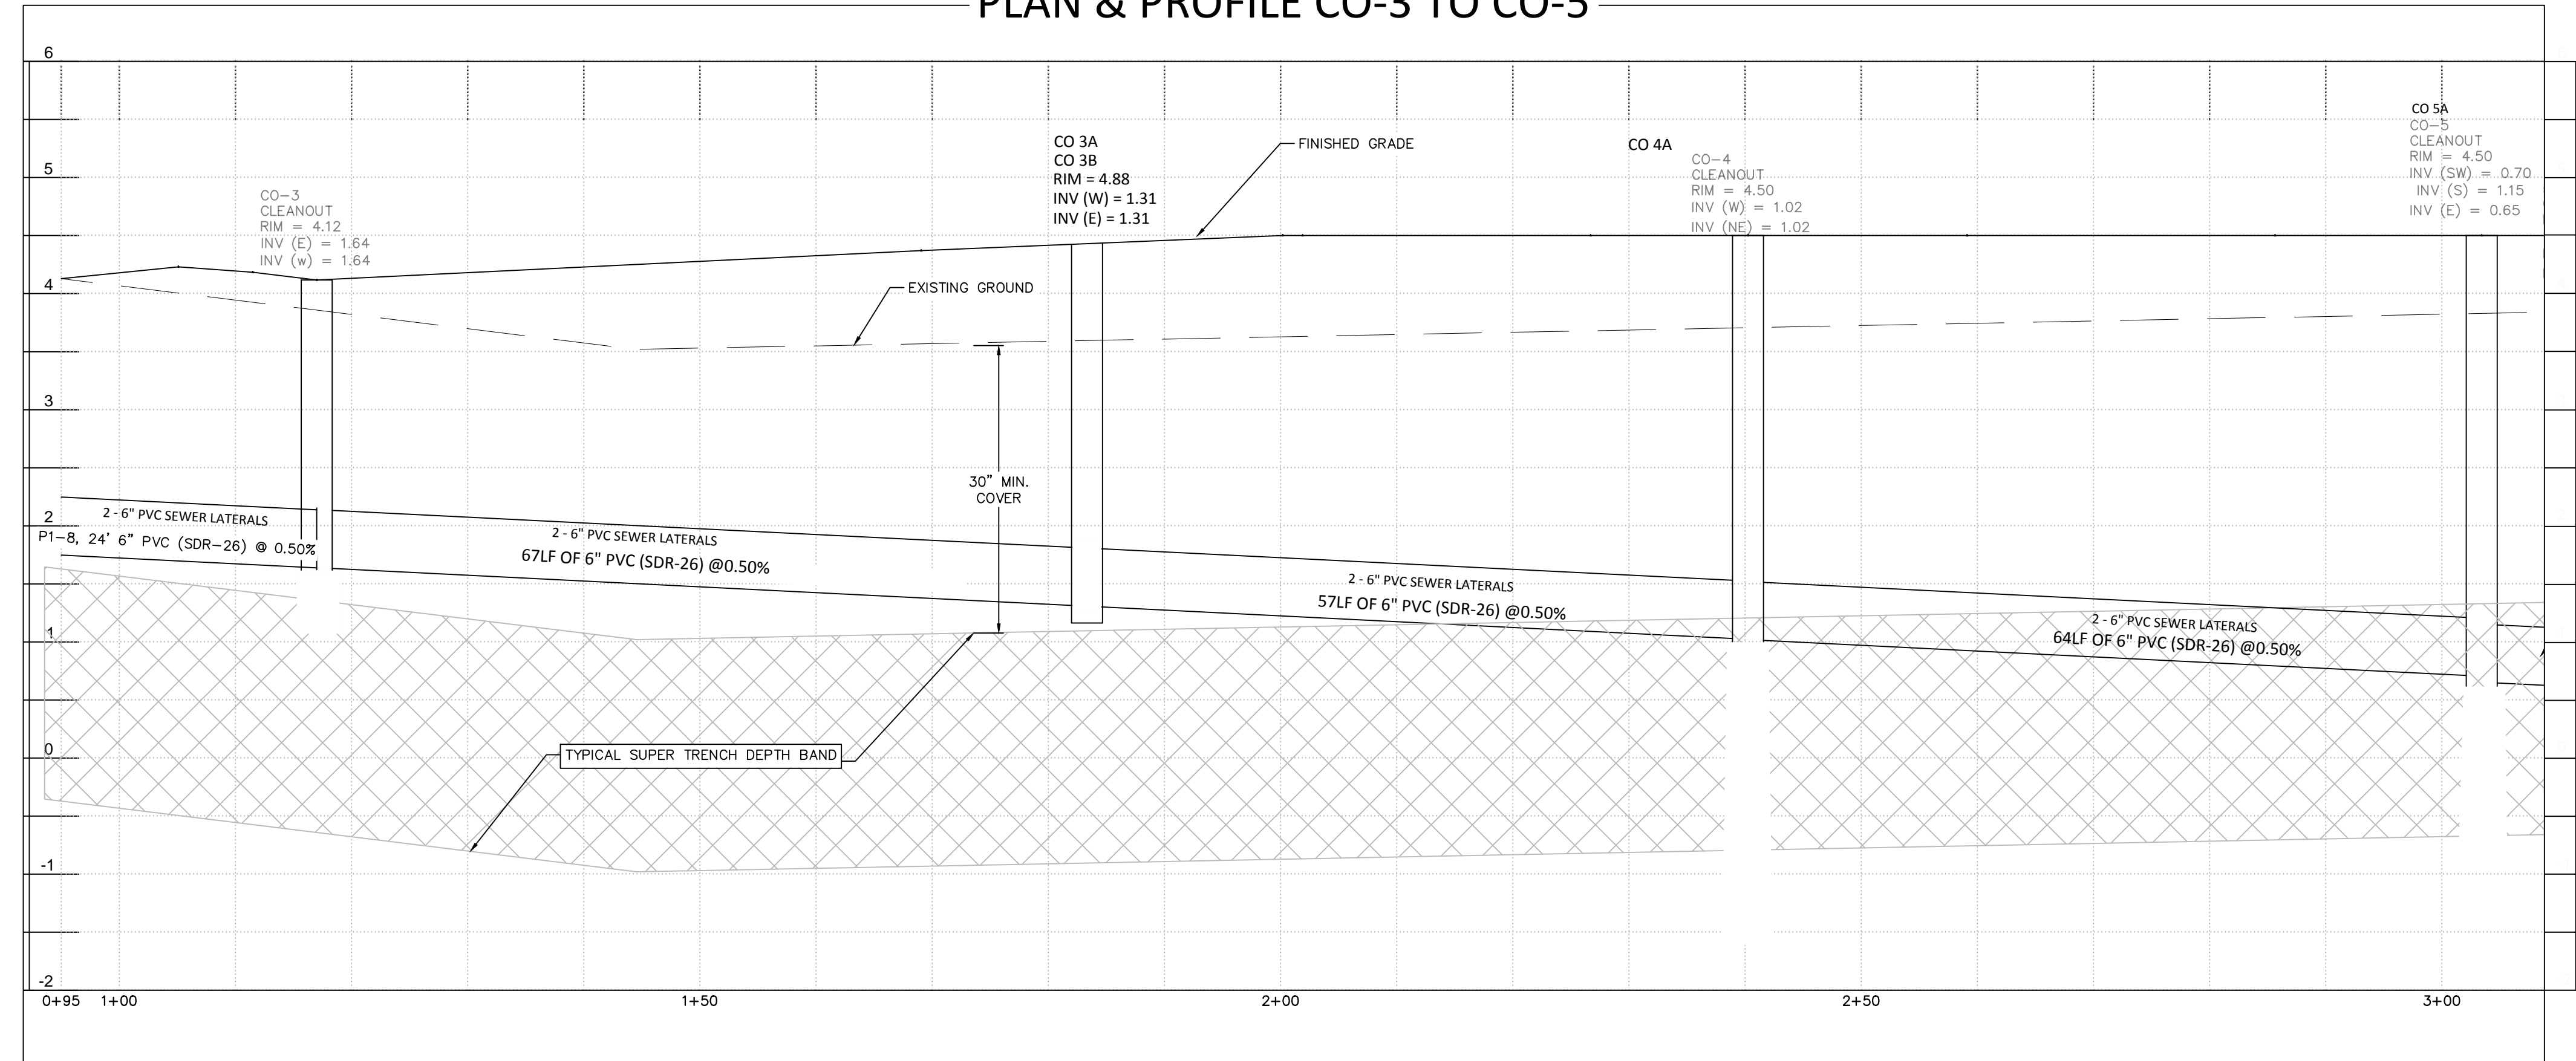 PLAN & PROFILE CO-3 TO CO-5
6
5
4
3
2
1
0
-1
-2
CO-3
CLEANOUT
RIM = 4.12
INV (E) = 1.64
INV (w) = 1.64
CO 3A
CO 3B
RIM = 4.88
INV (W) = 1.31
INV (E) = 1.31
FINISHED GRADE
CO 4A
CO-4
CLEANOUT
RIM = 4.50
INV (W) = 1.02
INV (NE) = 1.02
CO 5A
CO-5
CLEANOUT
RIM = 4.50
INV (SW) = 0.70
INV (S) = 1.15
INV (E) = 0.65
EXISTING GROUND
30" MIN.
COVER
2 - 6" PVC SEWER LATERALS
P1-8, 24' 6" PVC (SDR-26) @ 0.50%
2 - 6" PVC SEWER LATERALS
67LF OF 6" PVC (SDR-26) @0.50%
2 - 6" PVC SEWER LATERALS
57LF OF 6" PVC (SDR-26) @0.50%
2 - 6" PVC SEWER LATERALS
64LF OF 6" PVC (SDR-26) @0.50%
TYPICAL SUPER TRENCH DEPTH BAND
0+95 1+00 1+50 2+00 2+50 3+00